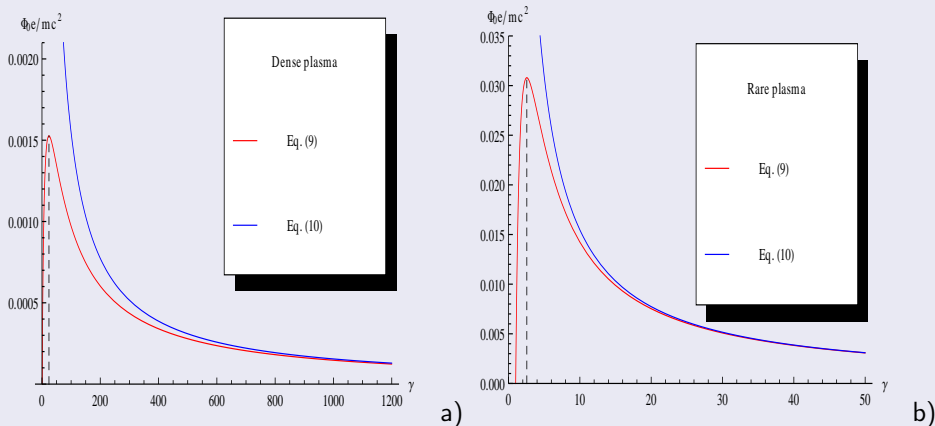 Φ₀e/mc²
0.0020
0.0015
0.0010
0.0005
0 200 400 600 800 1000 1200
γ
Dense plasma
Eq. (9)
Eq. (10)
a)
Φ₀e/mc²
0.035
0.030
0.025
0.020
0.015
0.010
0.005
0.000
0 10 20 30 40 50
γ
Rare plasma
Eq. (9)
Eq. (10)
b)